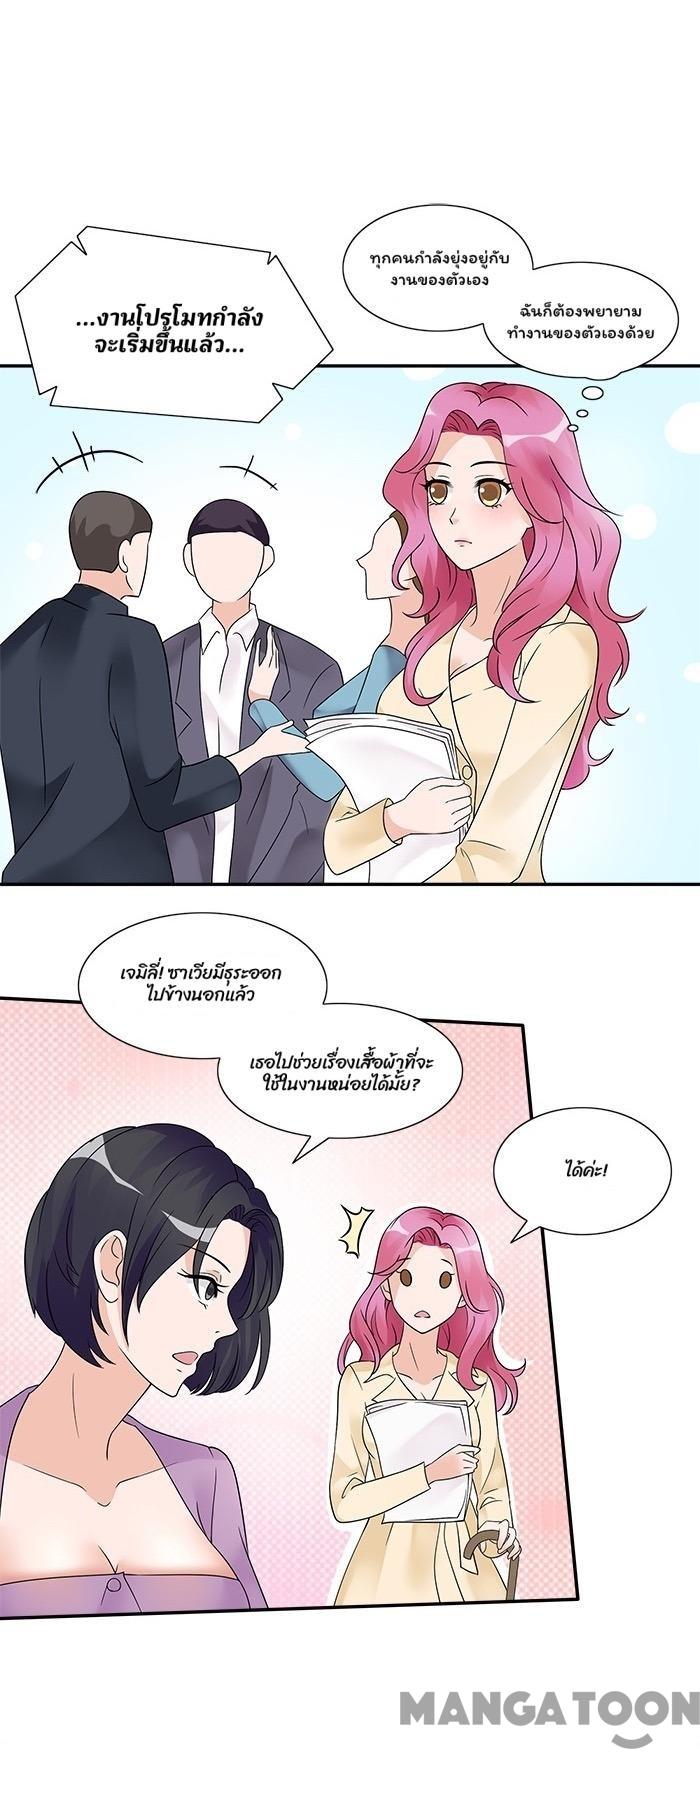 ...งานโปรโมทกำลัง
จะเริ่มขึ้นแล้ว...
ทุกคนกำลังยุ่งอยู่กับ
งานของตัวเอง
ฉันก็ต้องพยายาม
ทำงานของตัวเองด้วย
เจมิลี่! ซาเวียมีธุระออก
ไปข้างนอกแล้ว
เธอไปช่วยเรื่องเสื้อผ้าที่จะ
ใช้ในงานหน่อยได้มั้ย?
ได้ค่ะ!
MANGATOON